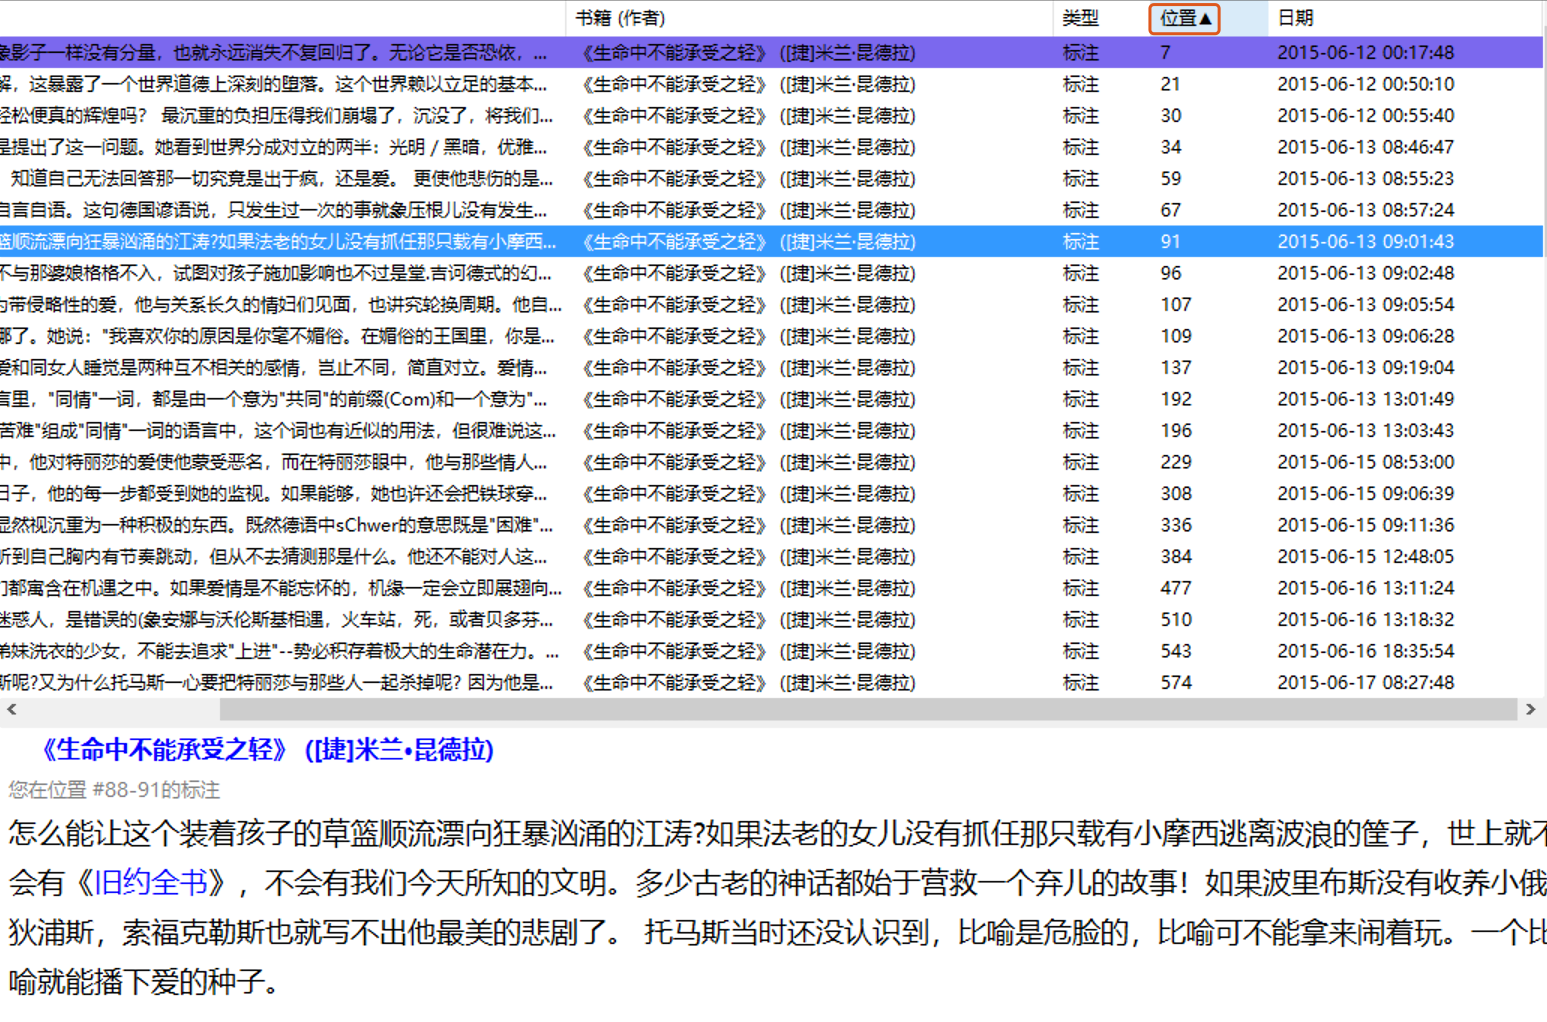 书籍 (作者) 类型 位置▲ 日期
象影子一样没有分量，也就永远消失不复回归了。无论它是否恐依，... 《生命中不能承受之轻》 ([捷]米兰·昆德拉) 标注 7 2015-06-12 00:17:48
解，这暴露了一个世界道德上深刻的堕落。这个世界赖以立足的基本... 《生命中不能承受之轻》 ([捷]米兰·昆德拉) 标注 21 2015-06-12 00:50:10
轻松便真的辉煌吗？ 最沉重的负担压得我们崩塌了，沉没了，将我们... 《生命中不能承受之轻》 ([捷]米兰·昆德拉) 标注 30 2015-06-12 00:55:40
是提出了这一问题。她看到世界分成对立的两半：光明 / 黑暗，优雅... 《生命中不能承受之轻》 ([捷]米兰·昆德拉) 标注 34 2015-06-13 08:46:47
知道自己无法回答那一切究竟是出于疯，还是爱。 更使他悲伤的是... 《生命中不能承受之轻》 ([捷]米兰·昆德拉) 标注 59 2015-06-13 08:55:23
自言自语。这句德国谚语说，只发生过一次的事就象压根儿没有发生... 《生命中不能承受之轻》 ([捷]米兰·昆德拉) 标注 67 2015-06-13 08:57:24
篮顺流漂向狂暴汹涌的江涛?如果法老的女儿没有抓任那只载有小摩西... 《生命中不能承受之轻》 ([捷]米兰·昆德拉) 标注 91 2015-06-13 09:01:43
不与那婆娘格格不入，试图对孩子施加影响也不过是堂.吉诃德式的幻... 《生命中不能承受之轻》 ([捷]米兰·昆德拉) 标注 96 2015-06-13 09:02:48
为带侵略性的爱，他与关系长久的情妇们见面，也讲究轮换周期。他自... 《生命中不能承受之轻》 ([捷]米兰·昆德拉) 标注 107 2015-06-13 09:05:54
娜了。她说："我喜欢你的原因是你毫不媚俗。在媚俗的王国里，你是... 《生命中不能承受之轻》 ([捷]米兰·昆德拉) 标注 109 2015-06-13 09:06:28
爱和同女人睡觉是两种互不相关的感情，岂止不同，简直对立。爱情... 《生命中不能承受之轻》 ([捷]米兰·昆德拉) 标注 137 2015-06-13 09:19:04
言里，"同情"一词，都是由一个意为"共同"的前缀(Com)和一个意为"... 《生命中不能承受之轻》 ([捷]米兰·昆德拉) 标注 192 2015-06-13 13:01:49
苦难"组成"同情"一词的语言中，这个词也有近似的用法，但很难说这... 《生命中不能承受之轻》 ([捷]米兰·昆德拉) 标注 196 2015-06-13 13:03:43
中，他对特丽莎的爱使他蒙受恶名，而在特丽莎眼中，他与那些情人... 《生命中不能承受之轻》 ([捷]米兰·昆德拉) 标注 229 2015-06-15 08:53:00
日子，他的每一步都受到她的监视。如果能够，她也许还会把铁球穿... 《生命中不能承受之轻》 ([捷]米兰·昆德拉) 标注 308 2015-06-15 09:06:39
显然视沉重为一种积极的东西。既然德语中sChwer的意思既是"困难"... 《生命中不能承受之轻》 ([捷]米兰·昆德拉) 标注 336 2015-06-15 09:11:36
听到自己胸内有节奏跳动，但从不去猜测那是什么。他还不能对人这... 《生命中不能承受之轻》 ([捷]米兰·昆德拉) 标注 384 2015-06-15 12:48:05
们都寓含在机遇之中。如果爱情是不能忘怀的，机缘一定会立即展翅向... 《生命中不能承受之轻》 ([捷]米兰·昆德拉) 标注 477 2015-06-16 13:11:24
迷惑人，是错误的(象安娜与沃伦斯基相遇，火车站，死，或者贝多芬... 《生命中不能承受之轻》 ([捷]米兰·昆德拉) 标注 510 2015-06-16 13:18:32
弟妹洗衣的少女，不能去追求"上进"--势必积存着极大的生命潜在力。... 《生命中不能承受之轻》 ([捷]米兰·昆德拉) 标注 543 2015-06-16 18:35:54
斯呢?又为什么托马斯一心要把特丽莎与那些人一起杀掉呢? 因为他是... 《生命中不能承受之轻》 ([捷]米兰·昆德拉) 标注 574 2015-06-17 08:27:48
《生命中不能承受之轻》 ([捷]米兰•昆德拉)
您在位置 #88-91的标注
怎么能让这个装着孩子的草篮顺流漂向狂暴汹涌的江涛?如果法老的女儿没有抓任那只载有小摩西逃离波浪的筐子，世上就不
会有《旧约全书》，不会有我们今天所知的文明。多少古老的神话都始于营救一个弃儿的故事！如果波里布斯没有收养小俄
狄浦斯，索福克勒斯也就写不出他最美的悲剧了。 托马斯当时还没认识到，比喻是危脸的，比喻可不能拿来闹着玩。一个比
喻就能播下爱的种子。